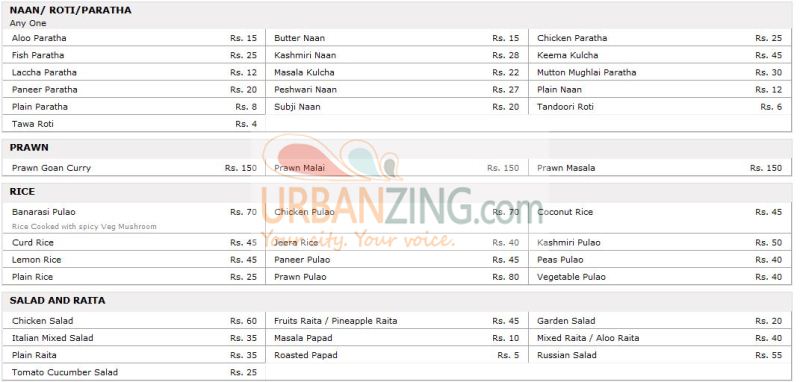 NAAN/ ROTI/PARATHA
Any One
Aloo Paratha Rs. 15 Butter Naan Rs. 15 Chicken Paratha Rs. 25
Fish Paratha Rs. 25 Kashmiri Naan Rs. 28 Keema Kulcha Rs. 45
Laccha Paratha Rs. 12 Masala Kulcha Rs. 22 Mutton Mughlai Paratha Rs. 30
Paneer Paratha Rs. 20 Peshwari Naan Rs. 27 Plain Naan Rs. 12
Plain Paratha Rs. 8 Subji Naan Rs. 20 Tandoori Roti Rs. 6
Tawa Roti Rs. 4
PRAWN
Prawn Goan Curry Rs. 150 Prawn Malai Rs. 150 Prawn Masala Rs. 150
RICE
Banarasi Pulao Rs. 70 Chicken Pulao Rs. 70 Coconut Rice Rs. 45
Rice Cooked with spicy Veg Mushroom
URBANZING.com
Your city. Your voice.
Curd Rice Rs. 45 Jeera Rice Rs. 40 Kashmiri Pulao Rs. 50
Lemon Rice Rs. 45 Paneer Pulao Rs. 45 Peas Pulao Rs. 40
Plain Rice Rs. 25 Prawn Pulao Rs. 80 Vegetable Pulao Rs. 40
SALAD AND RAITA
Chicken Salad Rs. 60 Fruits Raita / Pineapple Raita Rs. 45 Garden Salad Rs. 20
Italian Mixed Salad Rs. 35 Masala Papad Rs. 10 Mixed Raita / Aloo Raita Rs. 40
Plain Raita Rs. 35 Roasted Papad Rs. 5 Russian Salad Rs. 55
Tomato Cucumber Salad Rs. 25